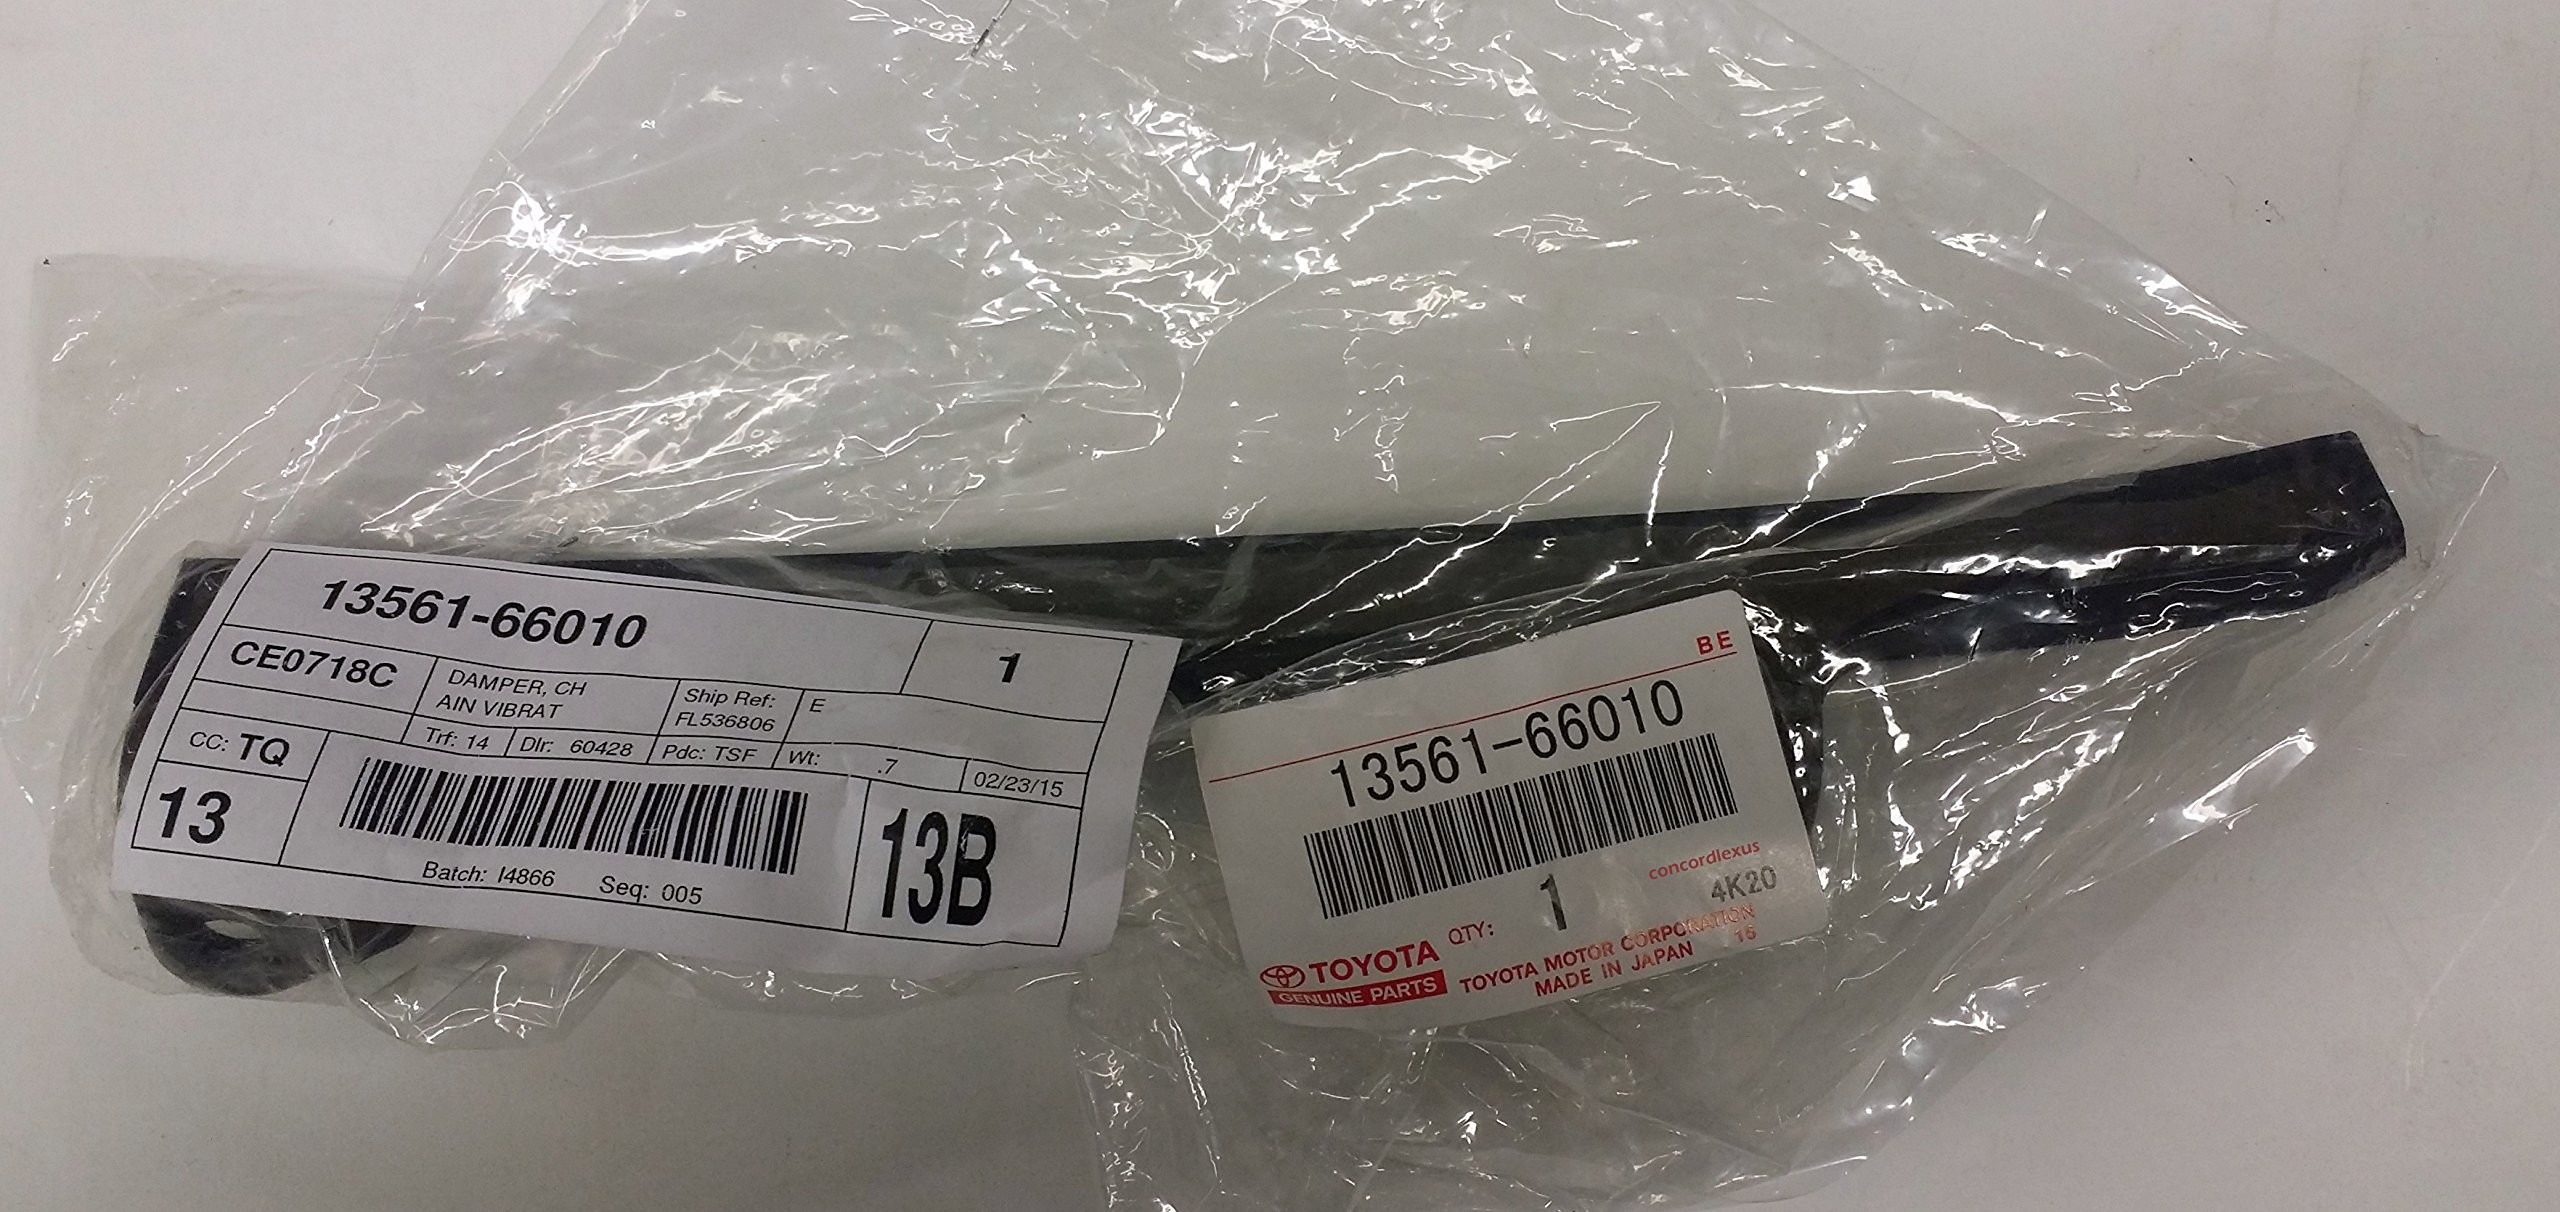 13561-66010
1
CE0718C
DAMPER, CH
AIN VIBRAT
Ship Ref:
FL536806
E
CC: TQ
Trf: 14
Dlr: 60428
Pdc: TSF
Wt: .7
02/23/15
13
13B
Batch: I4866 Seq: 005
BE
13561-66010
concordlexus
QTY: 1
4K20
TOYOTA
GENUINE PARTS
TOYOTA MOTOR CORPORATION
MADE IN JAPAN 16